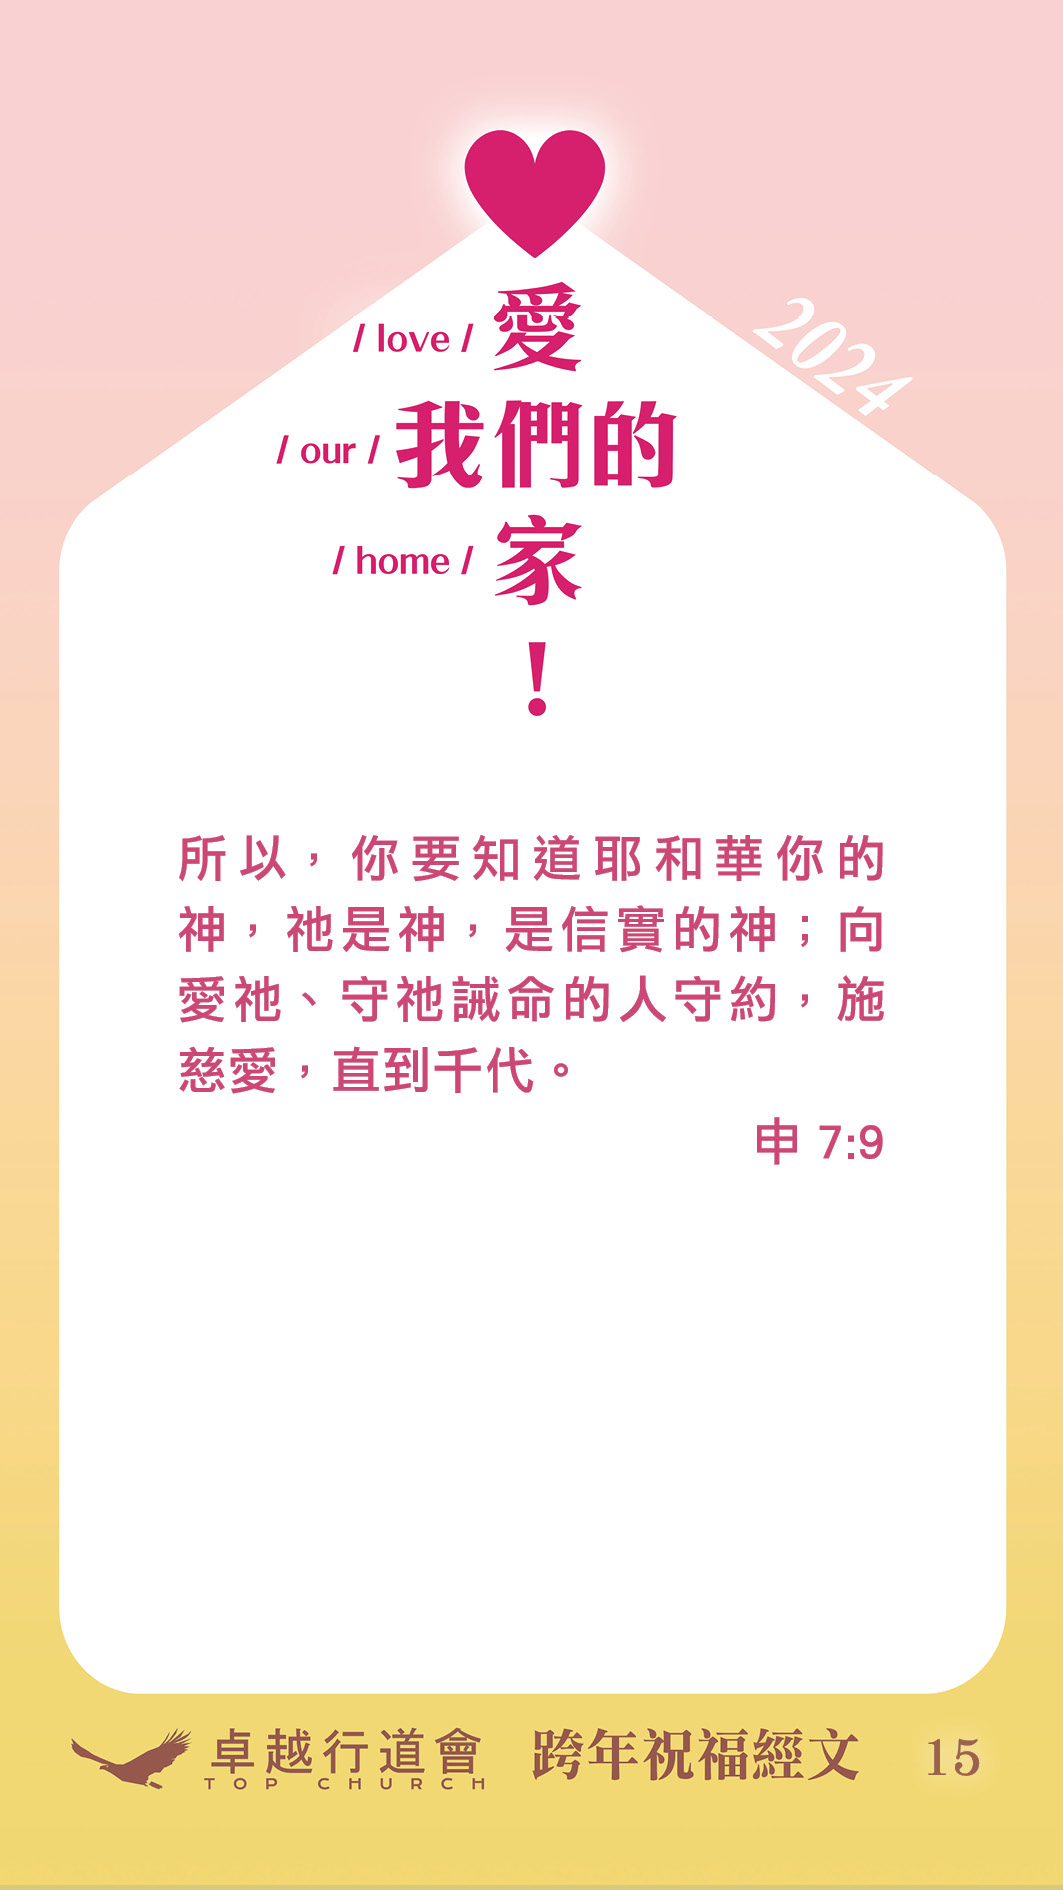 / love / 愛
2024
/ our / 我們的
/ home / 家
！
所以，你要知道耶和華你的
神，祂是神，是信實的神；向
愛祂、守祂誡命的人守約，施
慈愛，直到千代。
申 7:9
卓越行道會 跨年祝福經文 15
TOP CHURCH